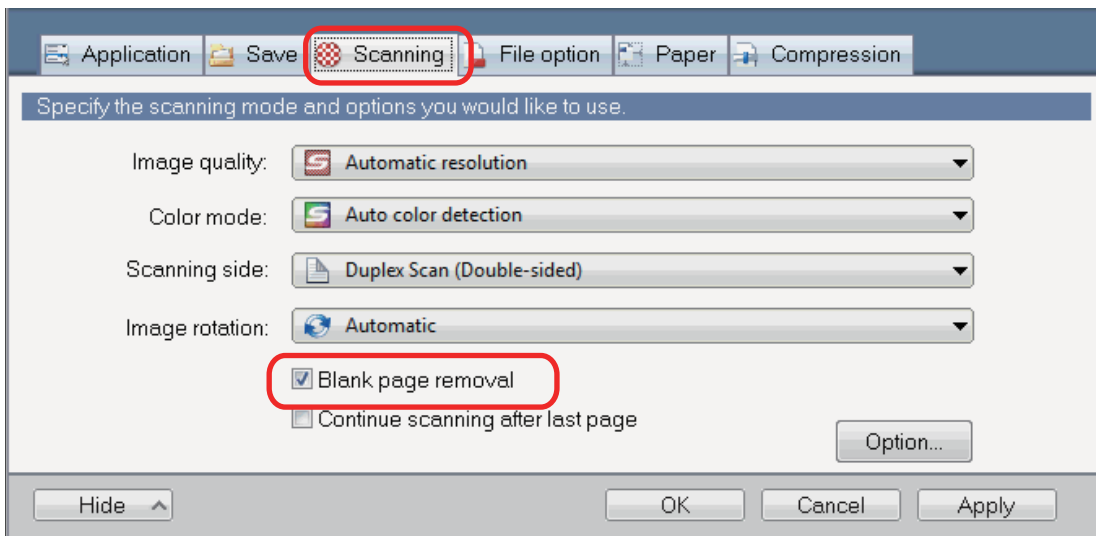 Application Save Scanning File option Paper Compression
Specify the scanning mode and options you would like to use.
Image quality: Automatic resolution
Color mode: Auto color detection
Scanning side: Duplex Scan (Double-sided)
Image rotation: Automatic
Blank page removal
Continue scanning after last page
Option...
Hide OK Cancel Apply